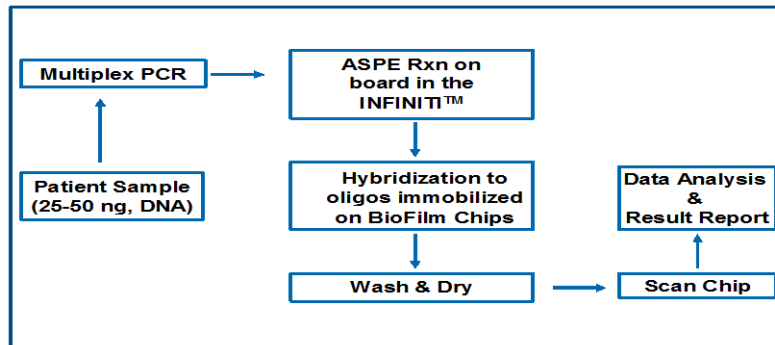 Multiplex PCR
ASPE Rxn on
board in the
INFINITI™
Patient Sample
(25-50 ng, DNA)
Hybridization to
oligos immobilized
on BioFilm Chips
Data Analysis
&
Result Report
Wash & Dry
Scan Chip